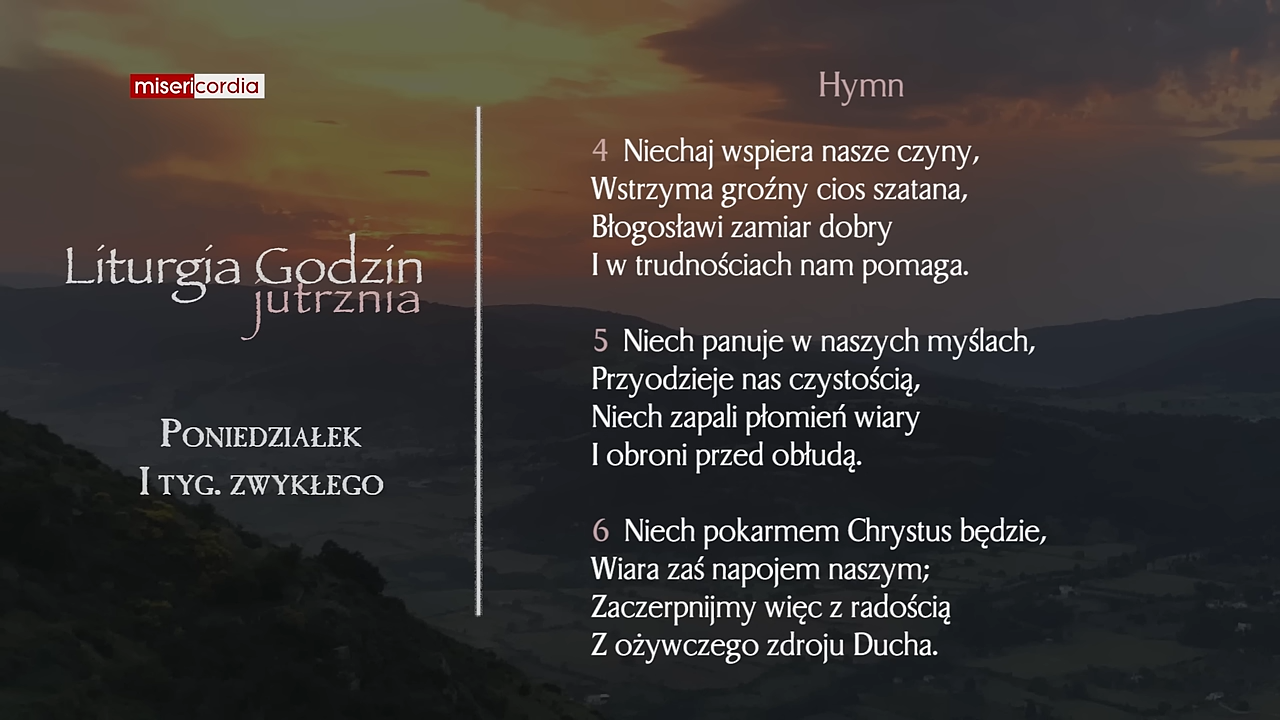 misericordia
Liturgia Godzin
jutrznia
Poniedziałek
I tyg. zwykłego
Hymn
4 Niechaj wspiera nasze czyny,
Wstrzyma groźny cios szatana,
Błogosławi zamiar dobry
I w trudnościach nam pomaga.
5 Niech panuje w naszych myślach,
Przyodzieje nas czystością,
Niech zapali płomień wiary
I obroni przed obłudą.
6 Niech pokarmem Chrystus będzie,
Wiara zaś napojem naszym;
Zaczerpnijmy więc z radością
Z ożywczego zdroju Ducha.